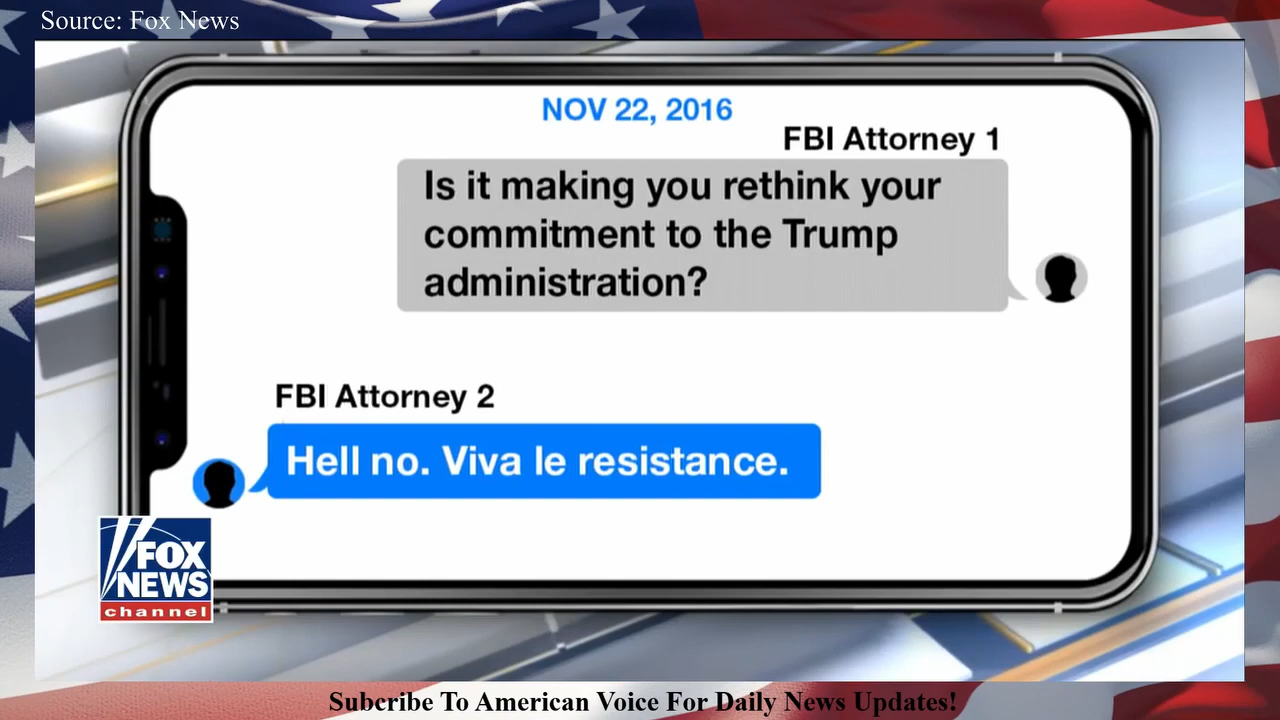 Source: Fox News
NOV 22, 2016
FBI Attorney 1
Is it making you rethink your
commitment to the Trump
administration?
FBI Attorney 2
Hell no. Viva le resistance.
FOX
NEWS
channel
Subcribe To American Voice For Daily News Updates!